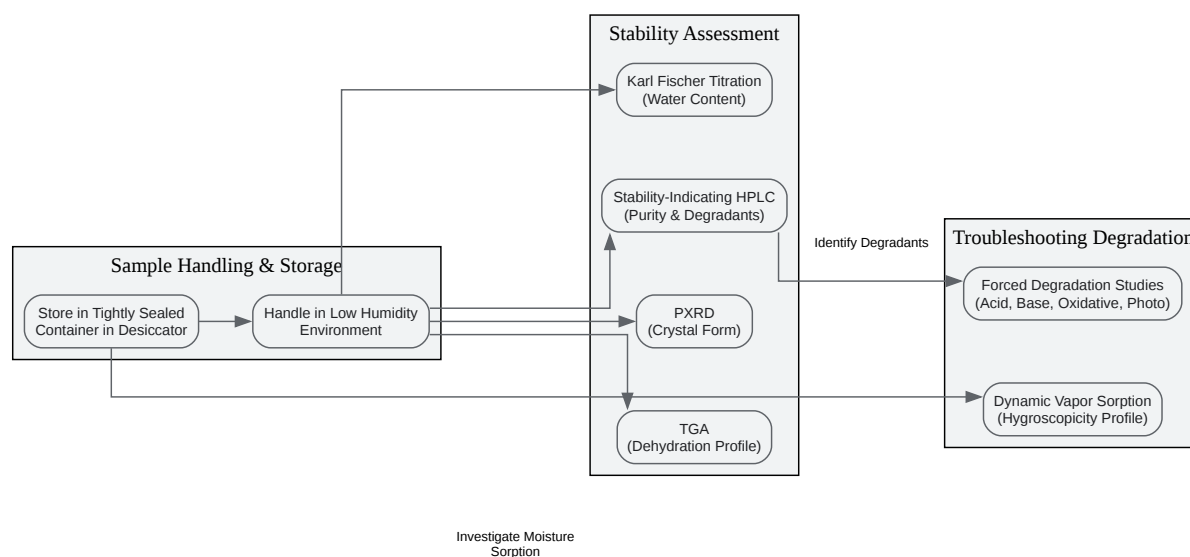 Sample Handling & Storage
Store in Tightly Sealed
Container in Desiccator
Handle in Low Humidity
Environment
Stability Assessment
Karl Fischer Titration
(Water Content)
Stability-Indicating HPLC
(Purity & Degradants)
PXRD
(Crystal Form)
TGA
(Dehydration Profile)
Identify Degradants
Troubleshooting Degradation
Forced Degradation Studies
(Acid, Base, Oxidative, Photo)
Dynamic Vapor Sorption
(Hygroscopicity Profile)
Investigate Moisture
Sorption